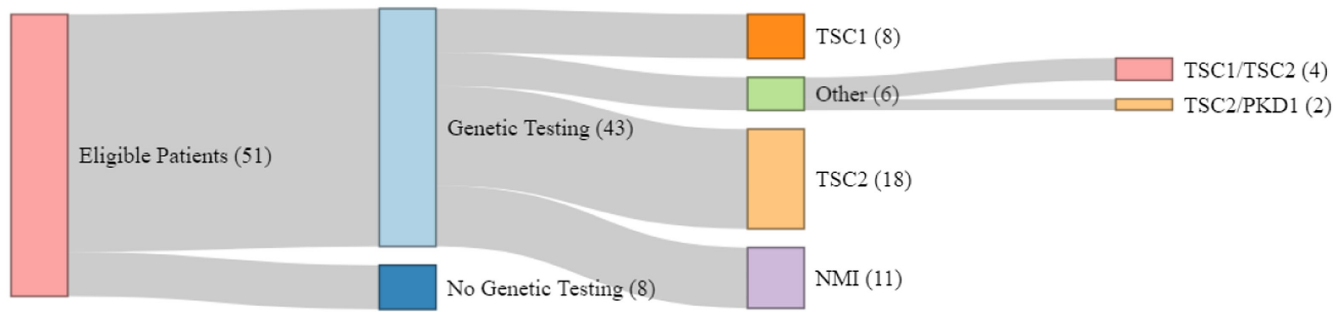 Eligible Patients (51)
Genetic Testing (43)
No Genetic Testing (8)
TSC1 (8)
Other (6)
TSC2 (18)
NMI (11)
TSC1/TSC2 (4)
TSC2/PKD1 (2)